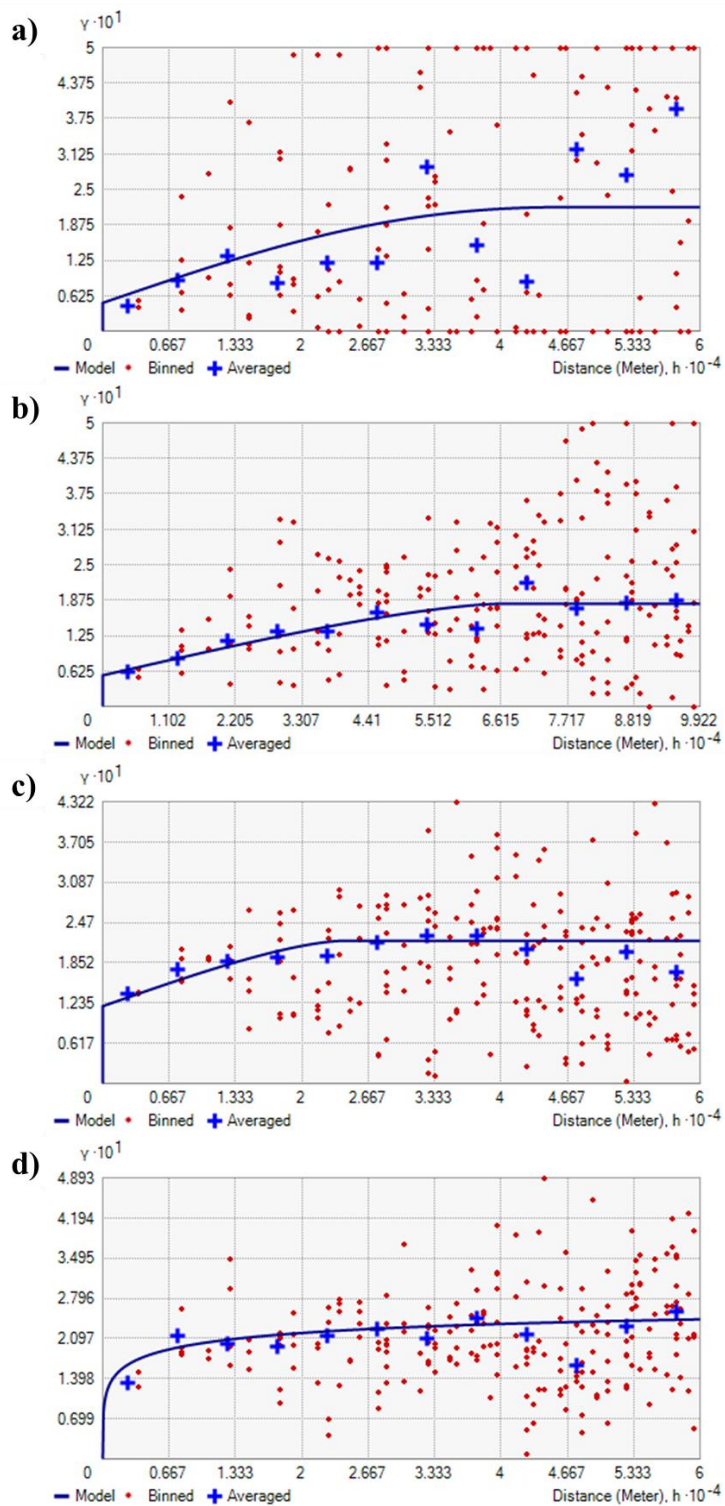 a)
γ·10¹
5
4.375
3.75
3.125
2.5
1.875
1.25
0.625
0 0.667 1.333 2 2.667 3.333 4 4.667 5.333 6
Model Binned Averaged Distance (Meter), h·10⁻⁴
b)
γ·10¹
5
4.375
3.75
3.125
2.5
1.875
1.25
0.625
0 1.102 2.205 3.307 4.41 5.512 6.615 7.717 8.819 9.922
Model Binned Averaged Distance (Meter), h·10⁻⁴
c)
γ·10¹
4.322
3.705
3.087
2.47
1.852
1.235
0.617
0 0.667 1.333 2 2.667 3.333 4 4.667 5.333 6
Model Binned Averaged Distance (Meter), h·10⁻⁴
d)
γ·10¹
4.893
4.194
3.495
2.796
2.097
1.398
0.699
0 0.667 1.333 2 2.667 3.333 4 4.667 5.333 6
Model Binned Averaged Distance (Meter), h·10⁻⁴